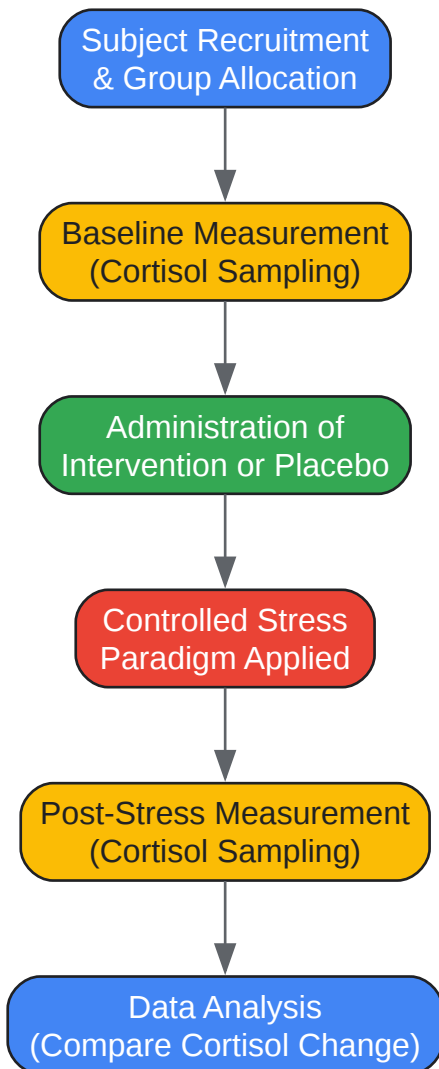 Subject Recruitment
& Group Allocation
Baseline Measurement
(Cortisol Sampling)
Administration of
Intervention or Placebo
Controlled Stress
Paradigm Applied
Post-Stress Measurement
(Cortisol Sampling)
Data Analysis
(Compare Cortisol Change)